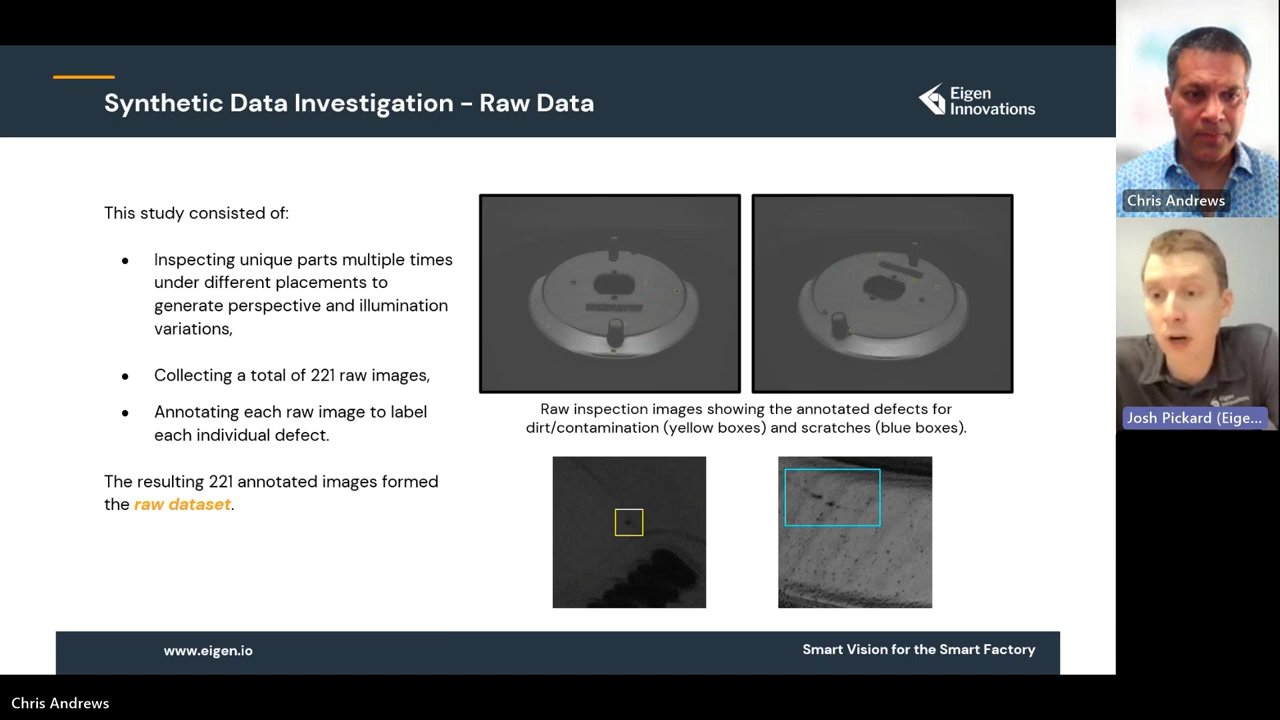 Synthetic Data Investigation - Raw Data
Eigen
Innovations
This study consisted of:
● Inspecting unique parts multiple times
under different placements to
generate perspective and illumination
variations,
● Collecting a total of 221 raw images,
● Annotating each raw image to label
each individual defect.
The resulting 221 annotated images formed
the raw dataset.
Raw inspection images showing the annotated defects for
dirt/contamination (yellow boxes) and scratches (blue boxes).
www.eigen.io
Smart Vision for the Smart Factory
Chris Andrews
Eigen
Innovations
Josh Pickard (Eige...
Chris Andrews